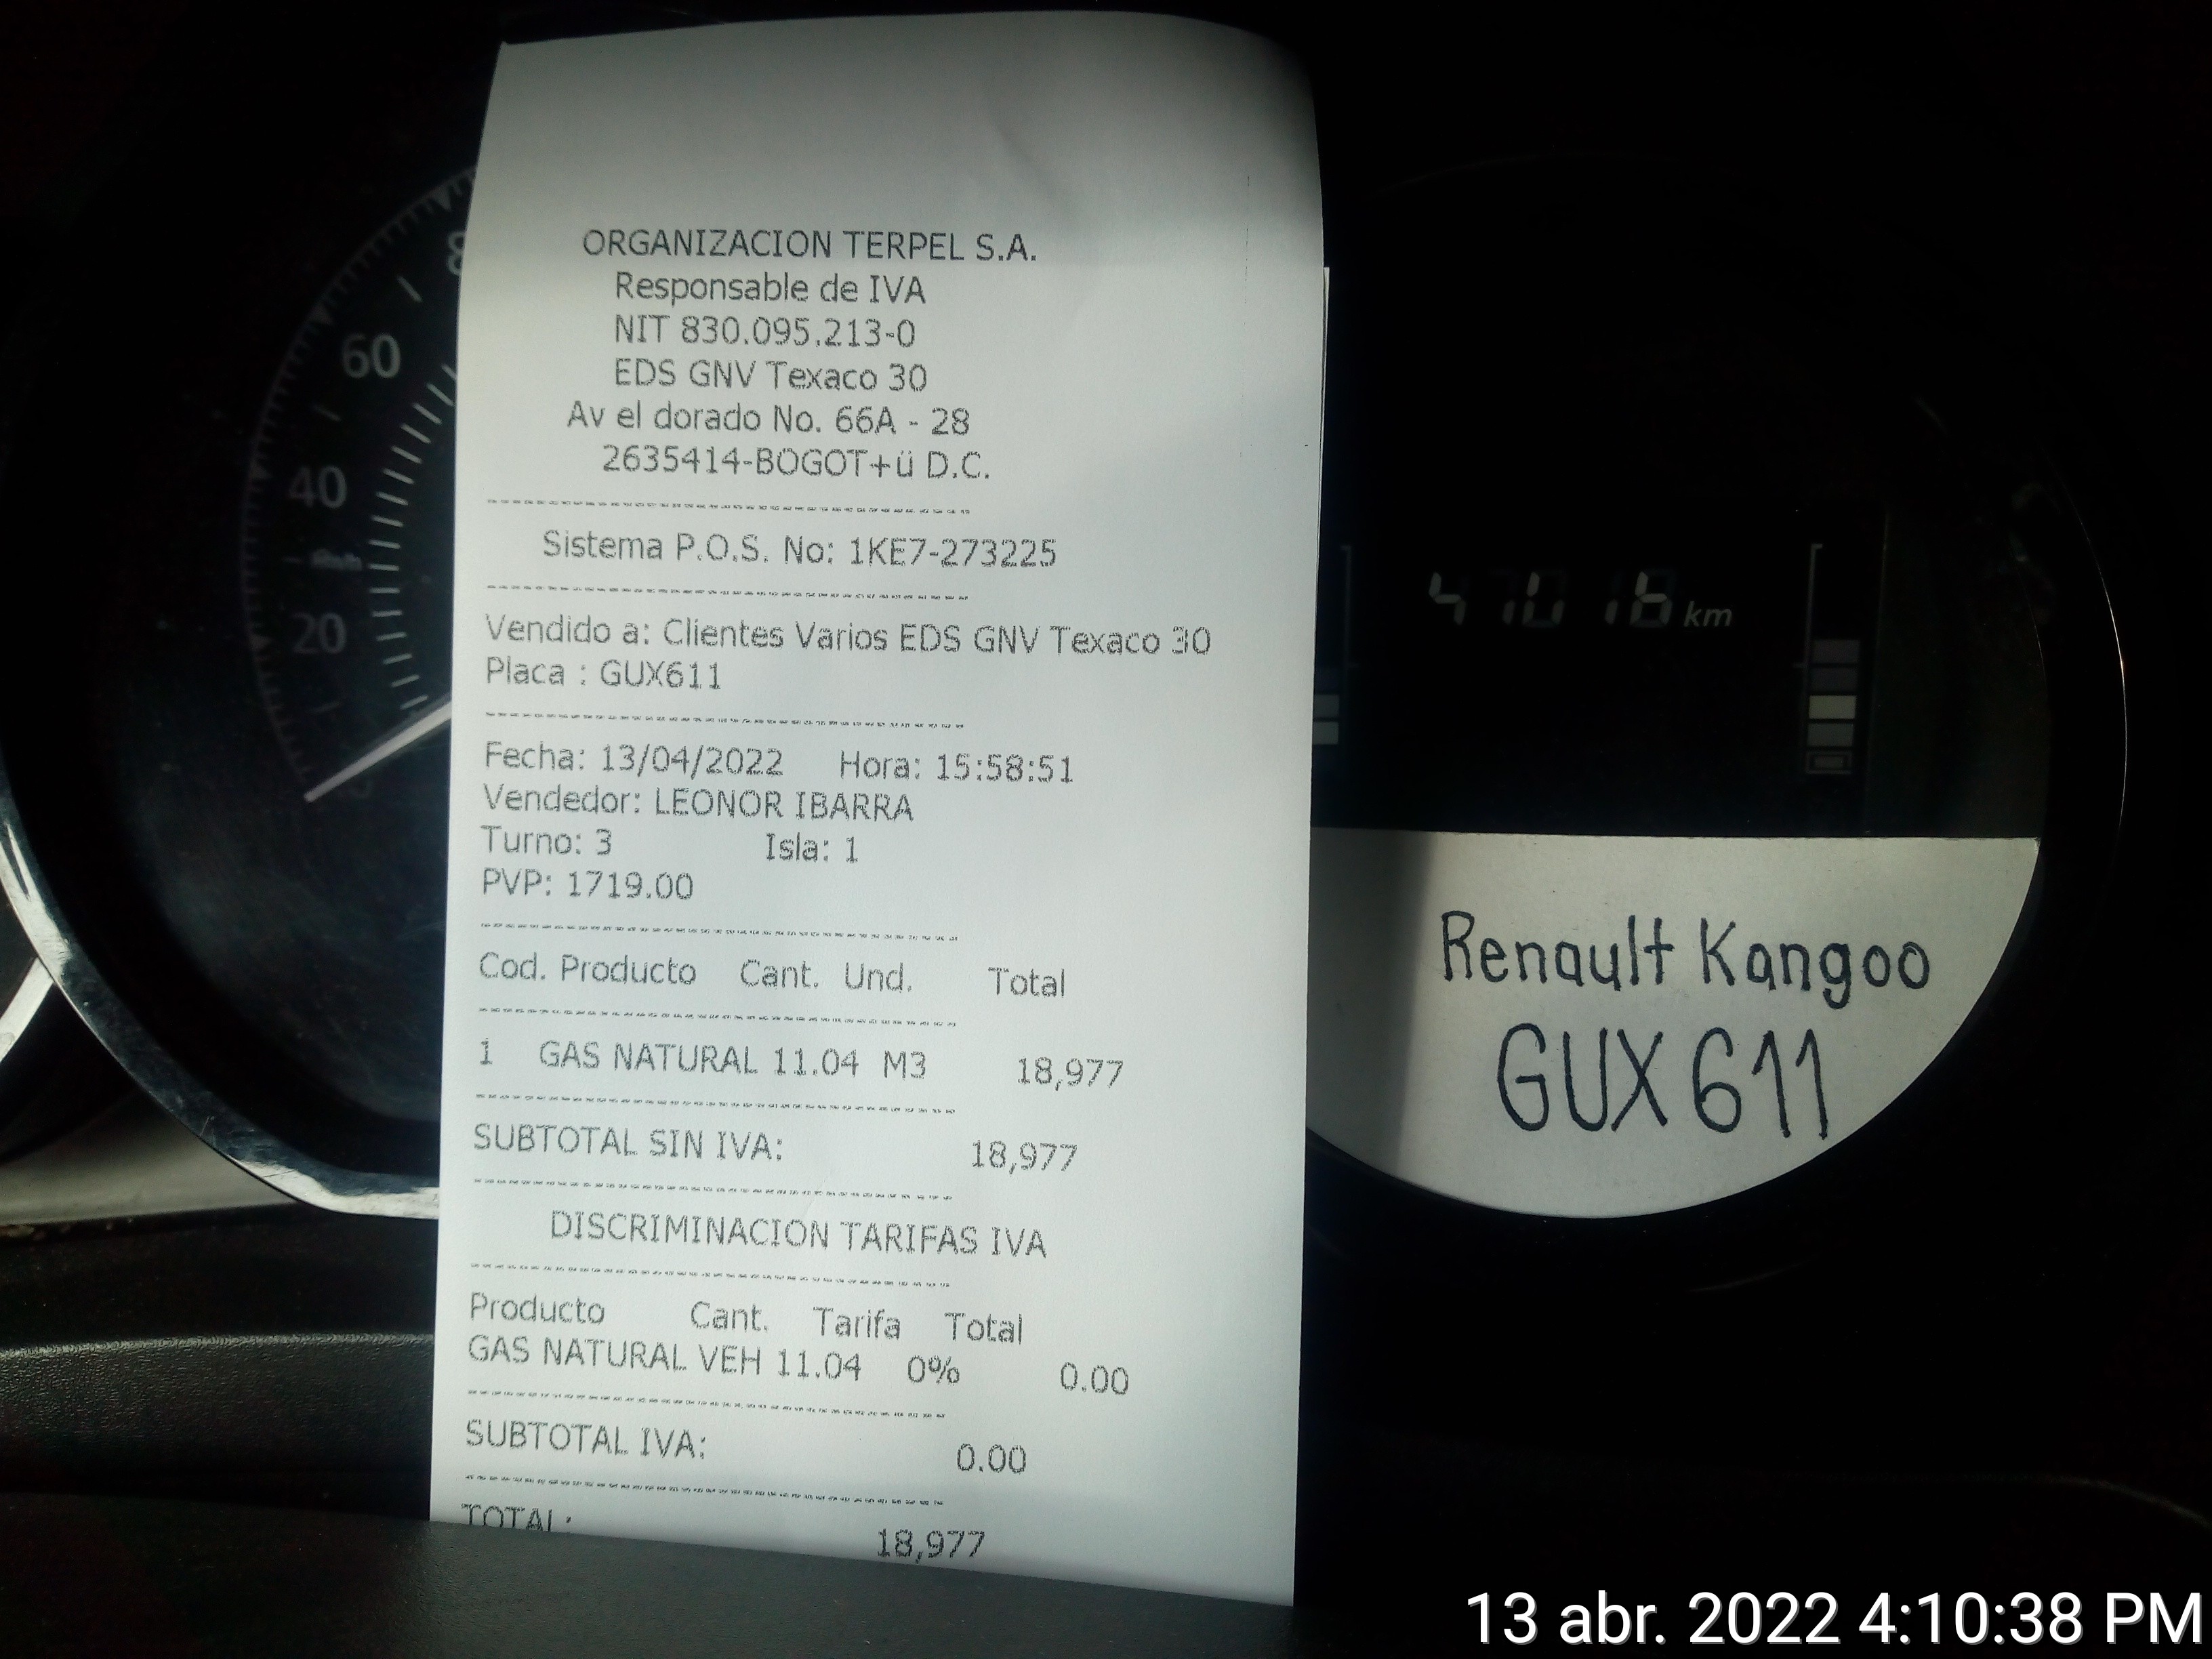 ORGANIZACION TERPEL S.A.
Responsable de IVA
NIT 830.095.213-0
EDS GNV Texaco 30
Av el dorado No. 66A - 28
2635414-BOGOT+ü D.C.
Sistema P.O.S. No: 1KE7-273225
Vendido a: Clientes Varios EDS GNV Texaco 30
Placa : GUX611
Fecha: 13/04/2022 Hora: 15:58:51
Vendedor: LEONOR IBARRA
Turno: 3 Isla: 1
PVP: 1719.00
Cod. Producto Cant. Und. Total
1 GAS NATURAL 11.04 M3 18,977
SUBTOTAL SIN IVA: 18,977
DISCRIMINACION TARIFAS IVA
Producto Cant. Tarifa Total
GAS NATURAL VEH 11.04 0% 0.00
SUBTOTAL IVA: 0.00
TOTAL: 18,977
60
40
km/h
20
km
Renault Kangoo
GUX 611
13 abr. 2022 4:10:38 PM